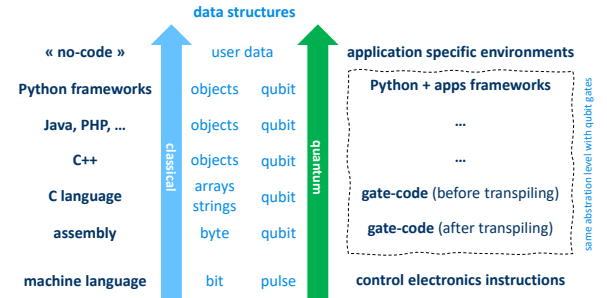 data structures
« no-code » user data application specific environments
Python frameworks objects qubit Python + apps frameworks
Java, PHP, … objects qubit …
C++ objects qubit …
classical quantum
C language arrays strings qubit gate-code (before transpiling)
assembly byte qubit gate-code (after transpiling)
machine language bit pulse control electronics instructions
same abstration level with qubit gates